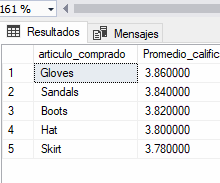 161 %
Resultados Mensajes
articulo_comprado Promedio_calific
1 Gloves 3.860000
2 Sandals 3.840000
3 Boots 3.820000
4 Hat 3.800000
5 Skirt 3.780000